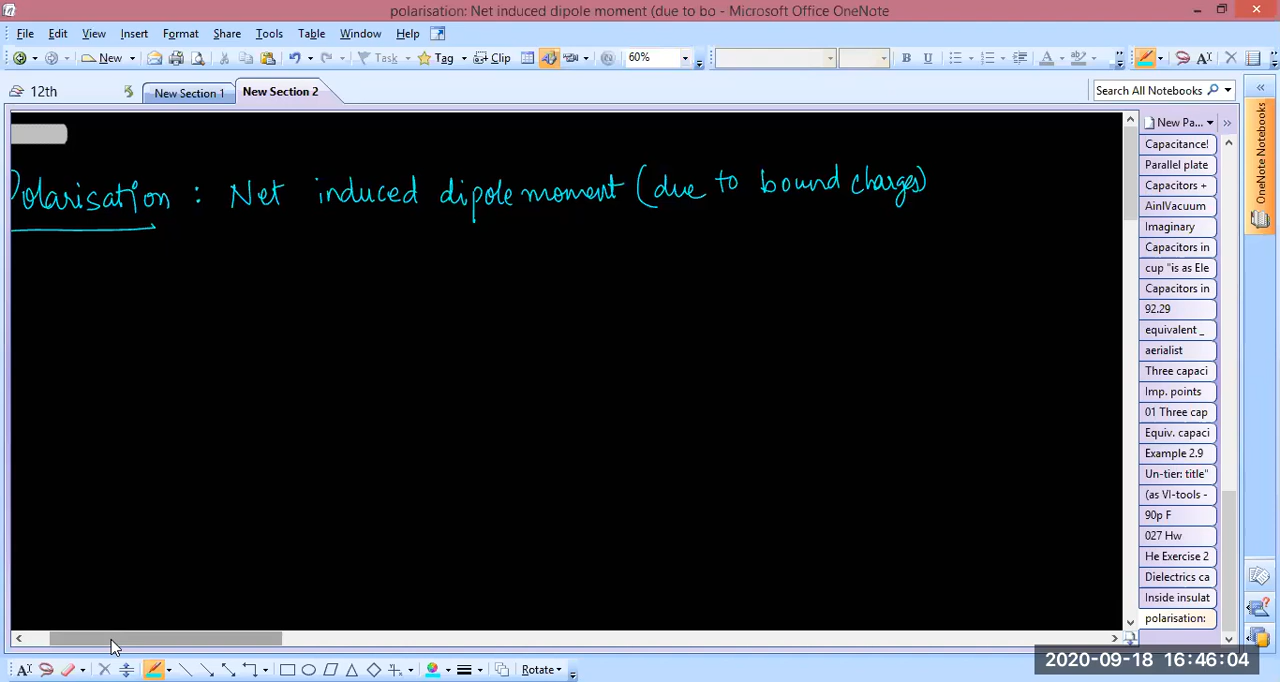 polarisation: Net induced dipole moment (due to bo - Microsoft Office OneNote
File Edit View Insert Format Share Tools Table Window Help
New Task Tag Clip 60% B U A ab A
12th New Section 1 New Section 2 Search All Notebooks
New Pa...
Polarisation : Net induced dipole moment (due to bound charges)
Capacitance!
Parallel plate
Capacitors +
AinlVacuum
Imaginary
Capacitors in
cup "is as Ele
Capacitors in
92.29
equivalent _
aerialist
Three capaci
Imp. points
01 Three cap
Equiv. capaci
Example 2.9
Un-tier: title"
(as VI-tools -
90p F
027 Hw
He Exercise 2
Dielectrics ca
Inside insulat
polarisation:
OneNote Notebooks
2020-09-18 16:46:04
Rotate